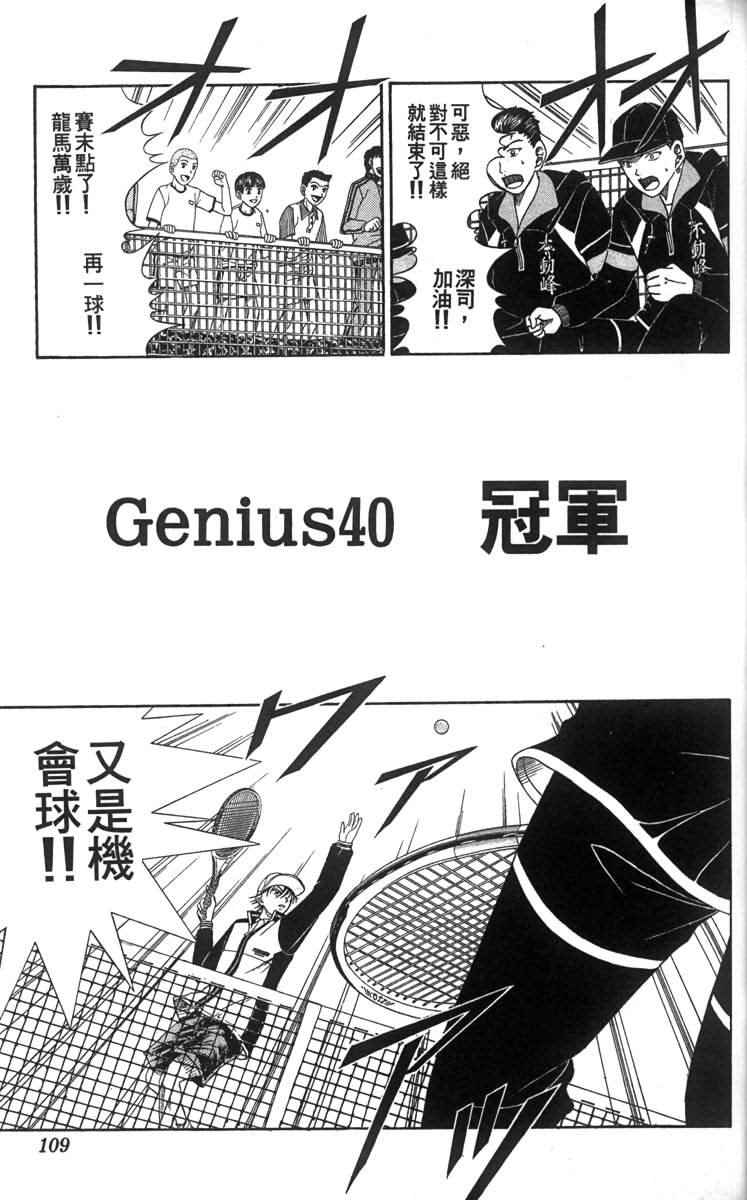 オオ
可惡，絕
對不可這樣
就結束了!!
深司，
加油!!
不動峰
不動峰
オオ
賽末點了!
龍馬萬歲!!
再一球!!
Genius40 冠軍
又是機
會球!!
109